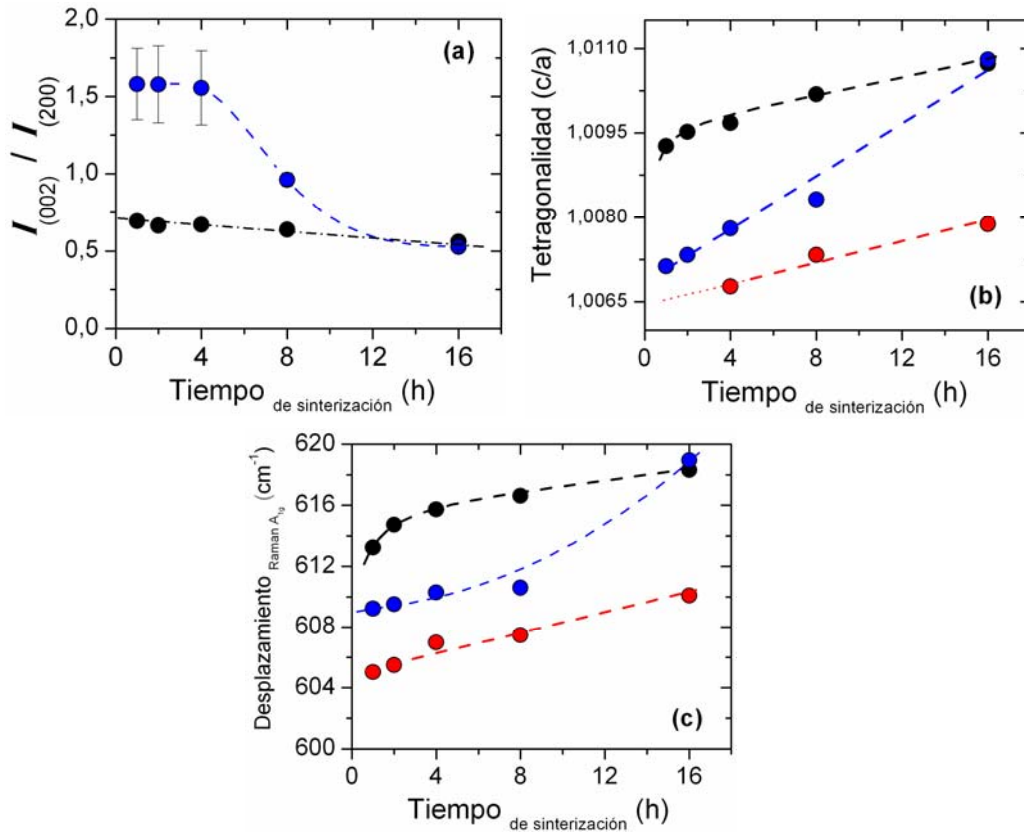 (a)
I(002) / I(200)
2,0
1,5
1,0
0,5
0,0
0 4 8 12 16
Tiempo de sinterización (h)
(b)
Tetragonalidad (c/a)
1,0110
1,0095
1,0080
1,0065
0 4 8 12 16
Tiempo de sinterización (h)
(c)
Desplazamiento Raman A1g (cm-1)
620
616
612
608
604
600
0 4 8 12 16
Tiempo de sinterización (h)